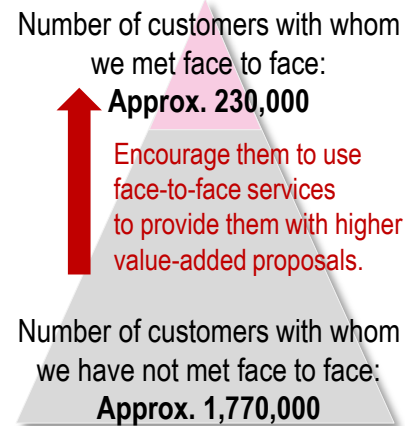 Number of customers with whom
we met face to face:
Approx. 230,000
Encourage them to use
face-to-face services
to provide them with higher
value-added proposals.
Number of customers with whom
we have not met face to face:
Approx. 1,770,000